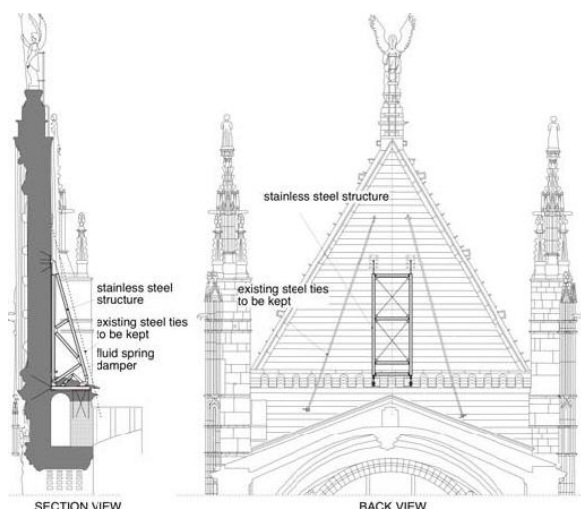 stainless steel
structure
existing steel ties
to be kept
fluid spring
damper
SECTION VIEW
stainless steel structure
existing steel ties
to be kept
BACK VIEW